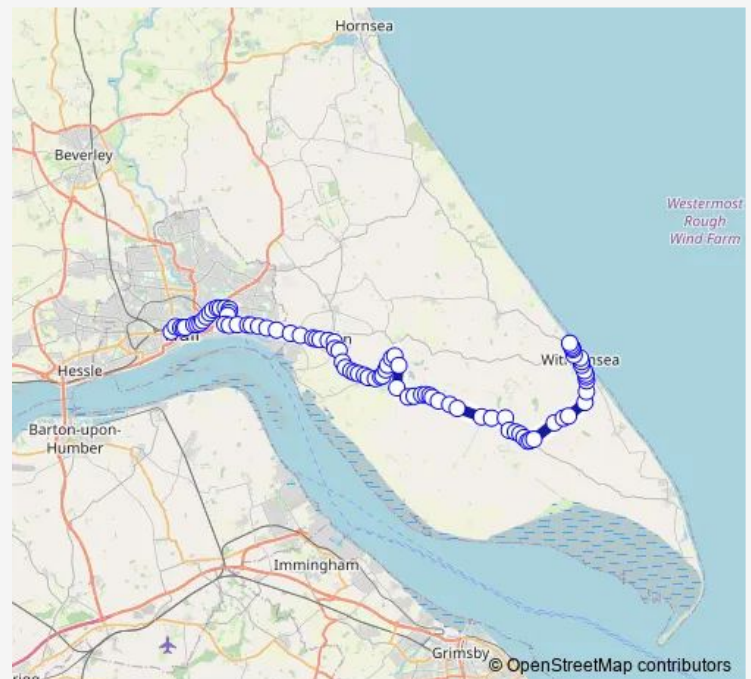 Hornsea
Beverley
Westermost
Rough
Wind Farm
Hessle
Barton-upon-
Humber
Immingham
Grimsby
© OpenStreetMap contributors